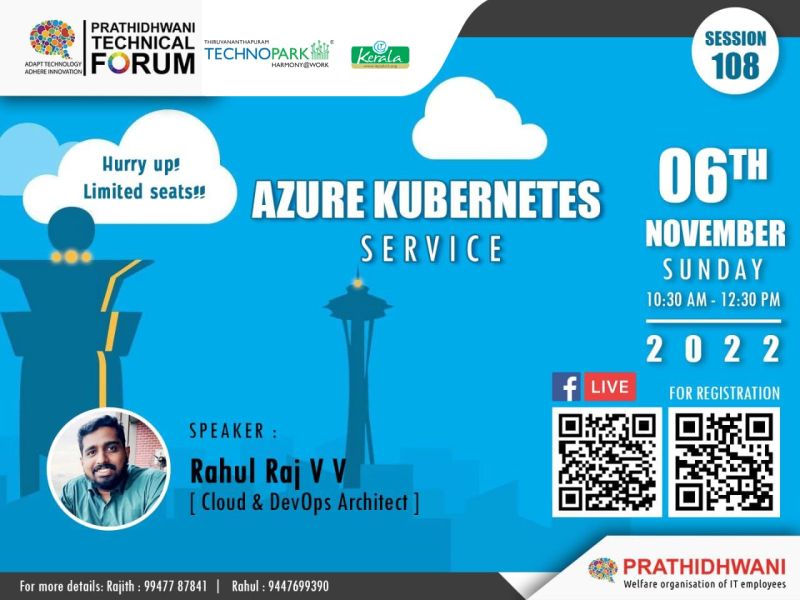 PRATHIDHWANI
TECHNICAL
FORUM
ADAPT TECHNOLOGY
ADHERE INNOVATION
THIRUVANANTHAPURAM
TECHNOPARK
HARMONY@WORK
IT
Kerala
SESSION
108
Hurry up!
Limited seats!!
AZURE KUBERNETES
SERVICE
06TH
NOVEMBER
SUNDAY
10:30 AM - 12:30 PM
2022
f LIVE
FOR REGISTRATION
SPEAKER :
Rahul Raj V V
[ Cloud & DevOps Architect ]
PRATHIDHWANI
Welfare organisation of IT employees
For more details: Rajith : 99477 87841 | Rahul : 9447699390